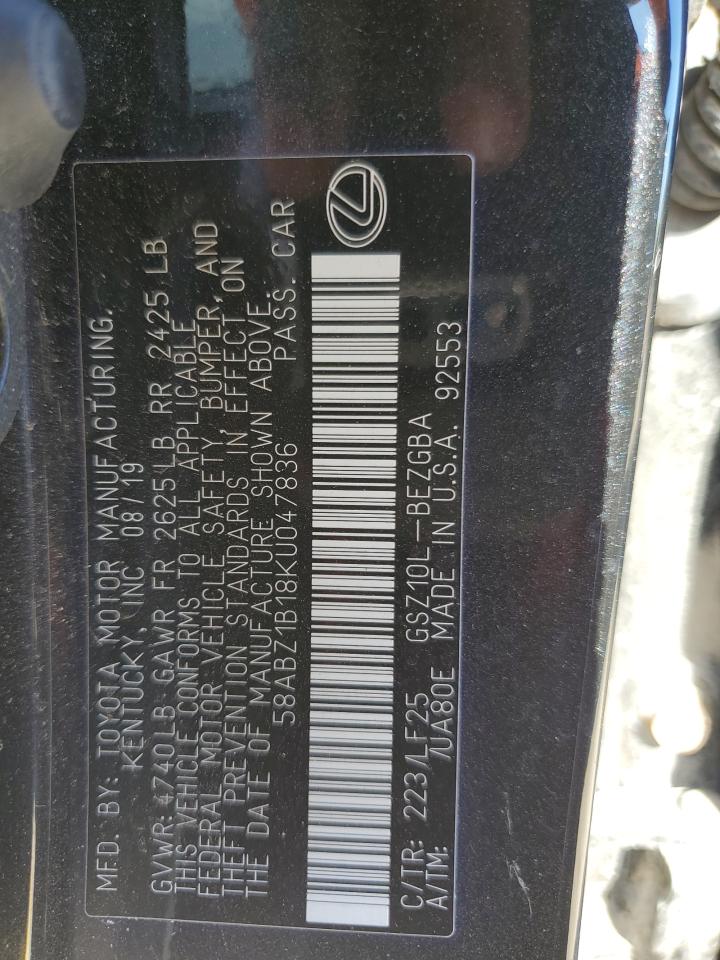 MFD. BY: TOYOTA MOTOR MANUFACTURING,
KENTUCKY, INC 08/19
GVWR: 4740LB GAWR FR 2625LB RR 2425 LB
THIS VEHICLE CONFORMS TO ALL APPLICABLE
FEDERAL MOTOR VEHICLE SAFETY, BUMPER, AND
THEFT PREVENTION STANDARDS IN EFFECT ON
THE DATE OF MANUFACTURE SHOWN ABOVE.
58ABZ1B18KU047836 PASS. CAR
C/TR: 223/LF25 GSZ10L-BEZGBA
A/TM: /UA80E MADE IN U.S.A. 92553